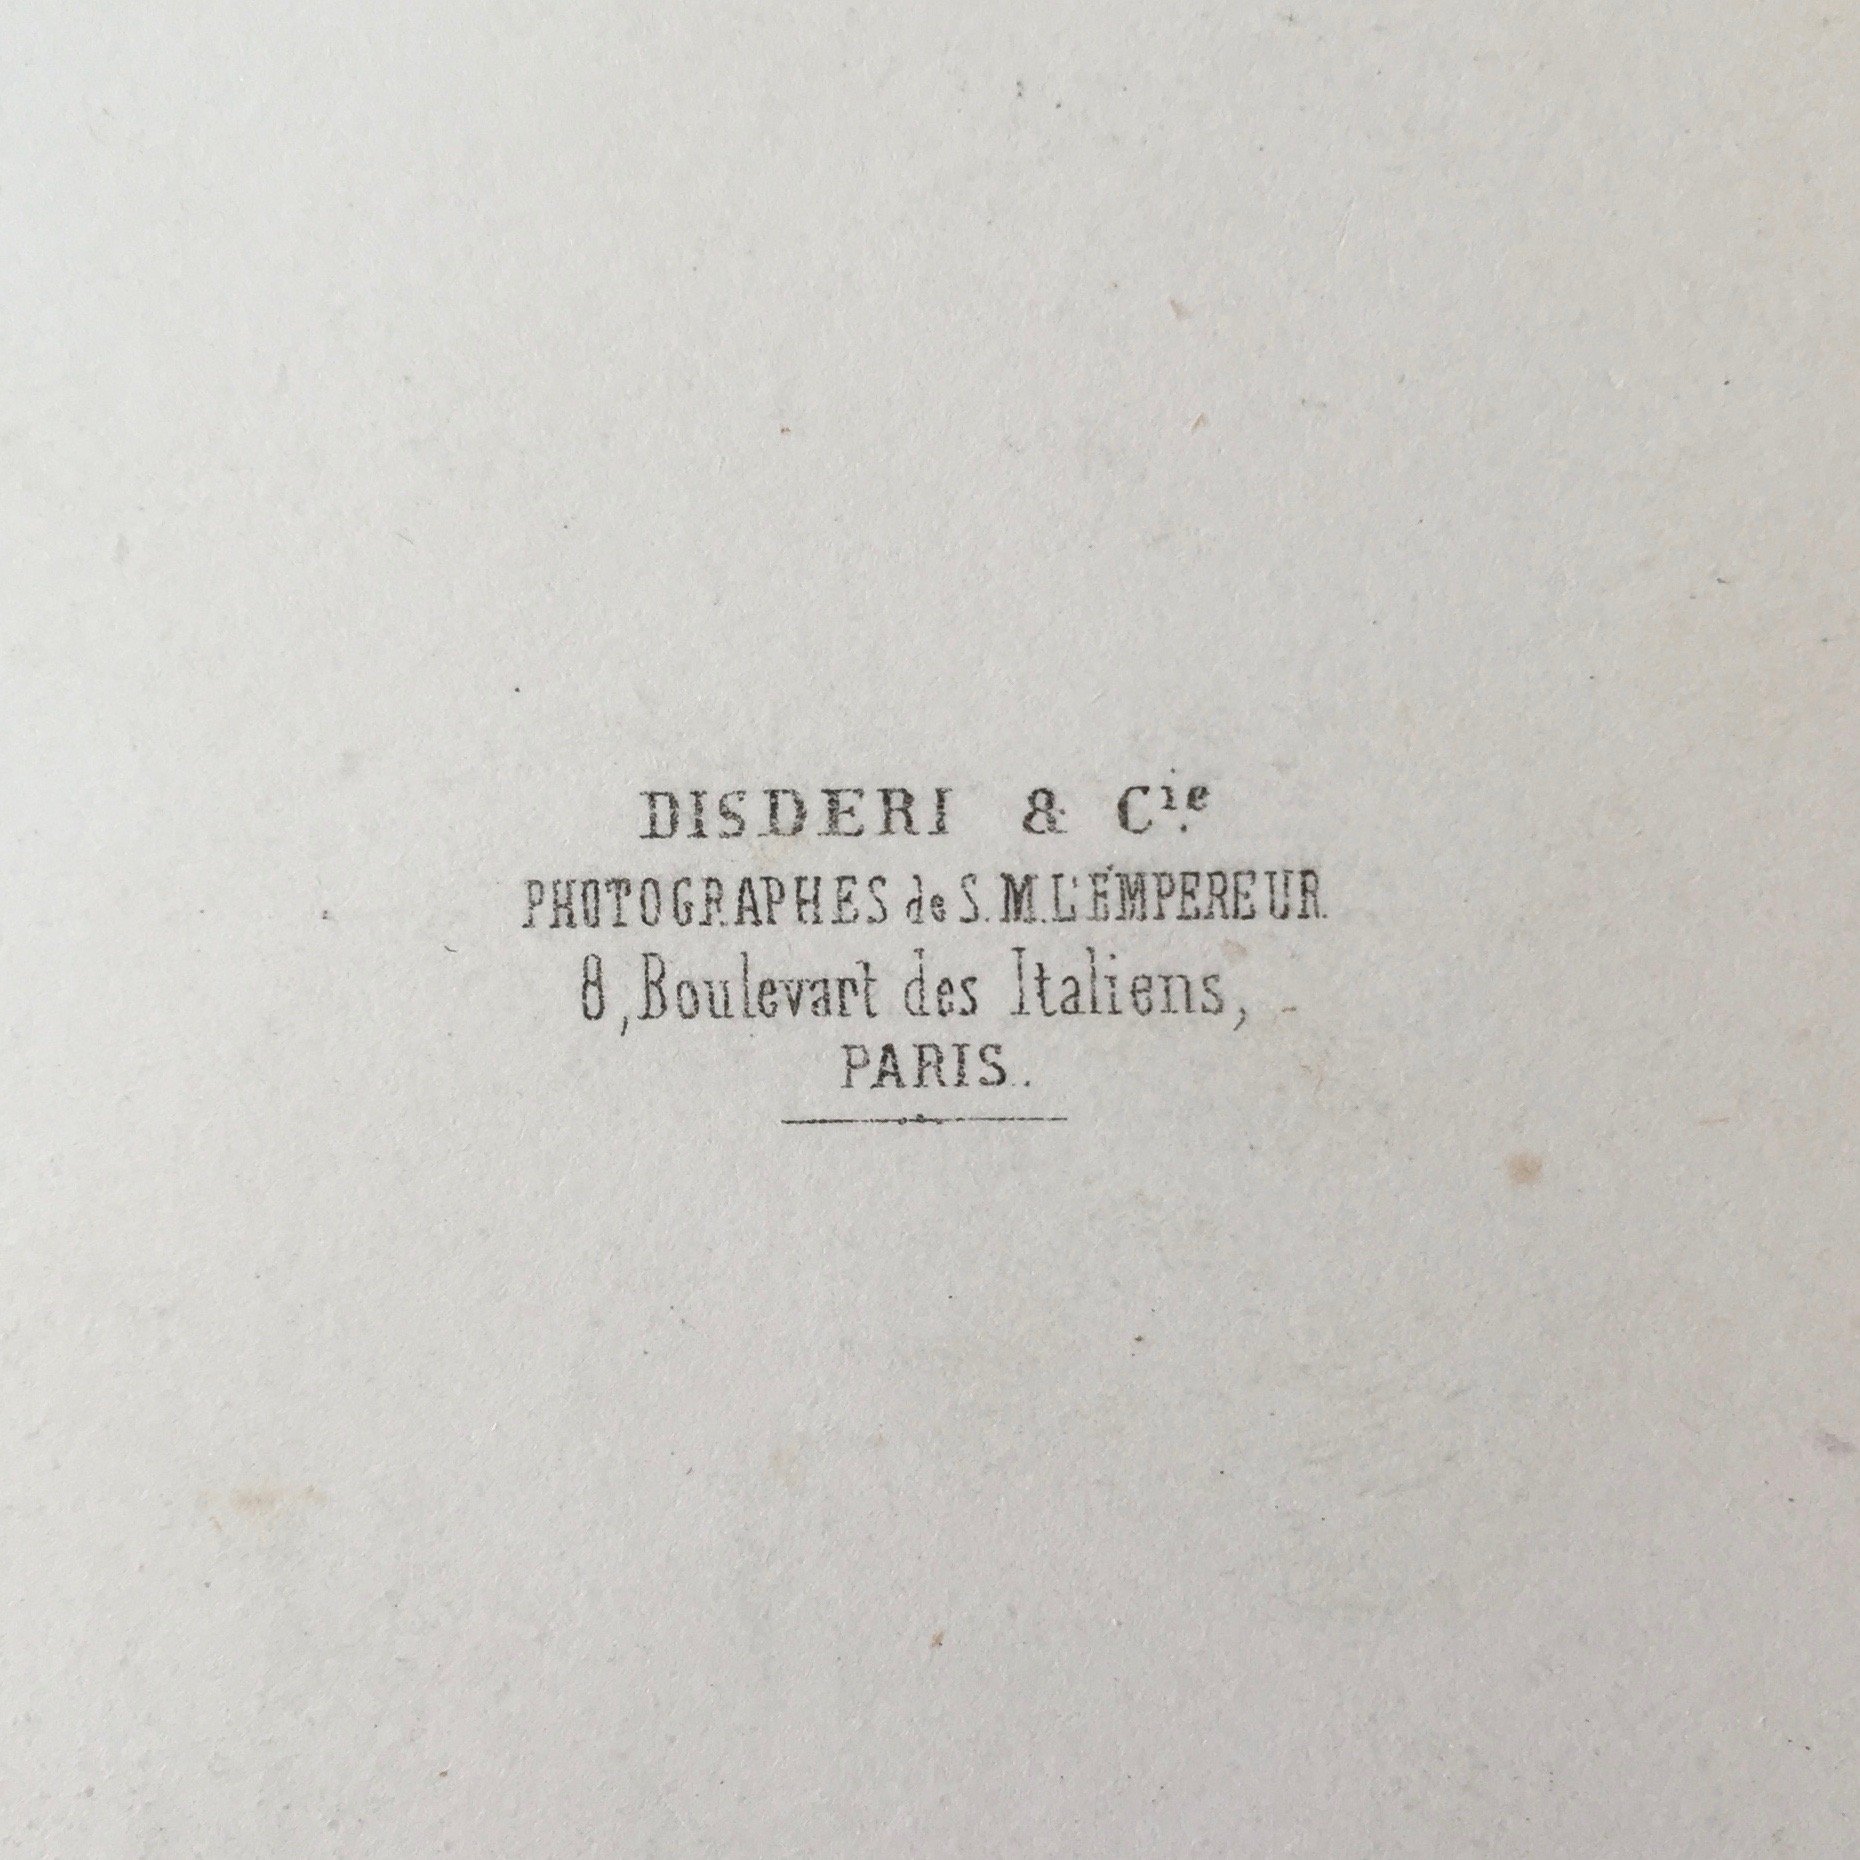 DISDERI & Cie.
PHOTOGRAPHES de S. M. L'EMPEREUR.
8, Boulevart des Italiens,
PARIS.